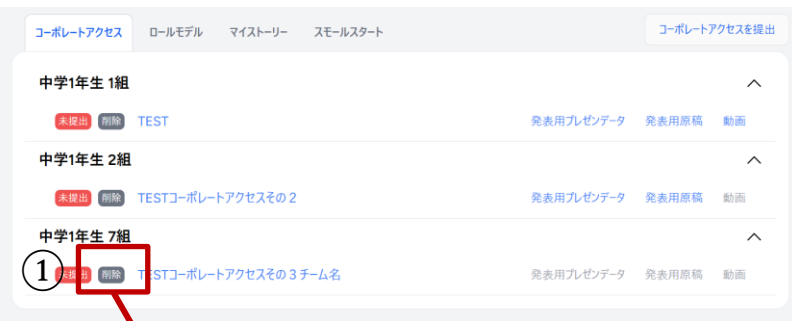 コーポレートアクセス ロールモデル マイストーリー スモールスタート コーポレートアクセスを提出
中学1年生 1組
未提出 削除 TEST 発表用プレゼンデータ 発表用原稿 動画
中学1年生 2組
未提出 削除 TESTコーポレートアクセスその2 発表用プレゼンデータ 発表用原稿 動画
中学1年生 7組
① 未提出 削除 TESTコーポレートアクセスその3 チーム名 発表用プレゼンデータ 発表用原稿 動画